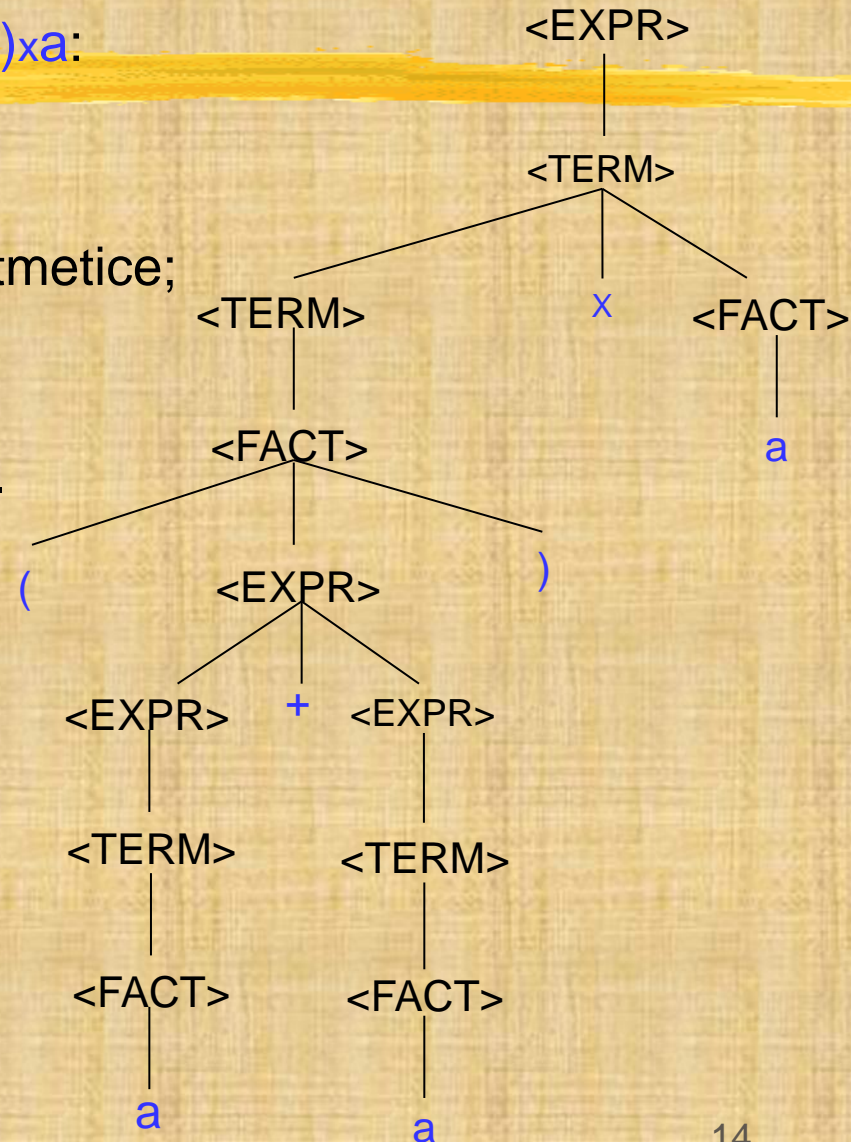 <EXPR>
)xa:
<TERM>
tmetice;
<TERM> x <FACT>
<FACT> a
.
( <EXPR> )
<EXPR> + <EXPR>
<TERM> <TERM>
<FACT> <FACT>
a a
14